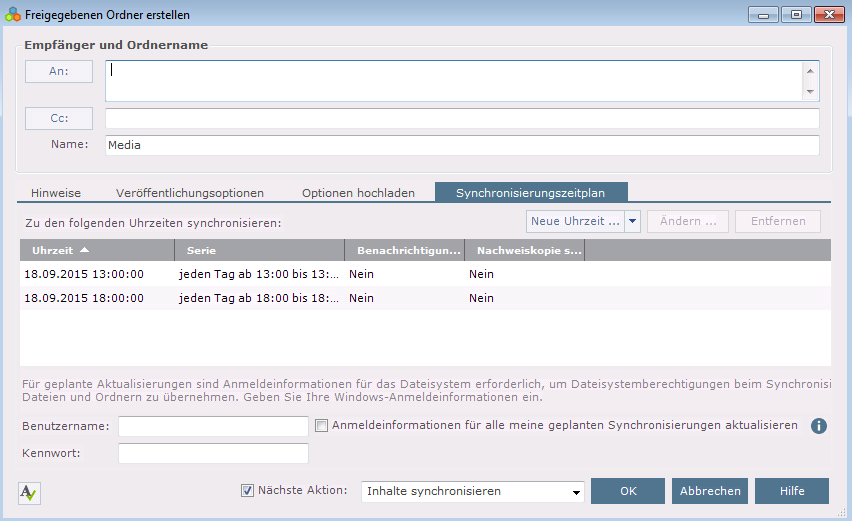 Freigegebenen Ordner erstellen
Empfänger und Ordnername
An:
Cc:
Name: Media
Hinweise Veröffentlichungsoptionen Optionen hochladen Synchronisierungszeitplan
Zu den folgenden Uhrzeiten synchronisieren: Neue Uhrzeit ... Ändern ... Entfernen
Uhrzeit Serie Benachrichtigun... Nachweiskopie s...
18.09.2015 13:00:00 jeden Tag ab 13:00 bis 13:... Nein Nein
18.09.2015 18:00:00 jeden Tag ab 18:00 bis 18:... Nein Nein
Für geplante Aktualisierungen sind Anmeldeinformationen für das Dateisystem erforderlich, um Dateisystemberechtigungen beim Synchronisi
Dateien und Ordnern zu übernehmen. Geben Sie Ihre Windows-Anmeldeinformationen ein.
Benutzername: Anmeldeinformationen für alle meine geplanten Synchronisierungen aktualisieren
Kennwort:
Nächste Aktion: Inhalte synchronisieren OK Abbrechen Hilfe